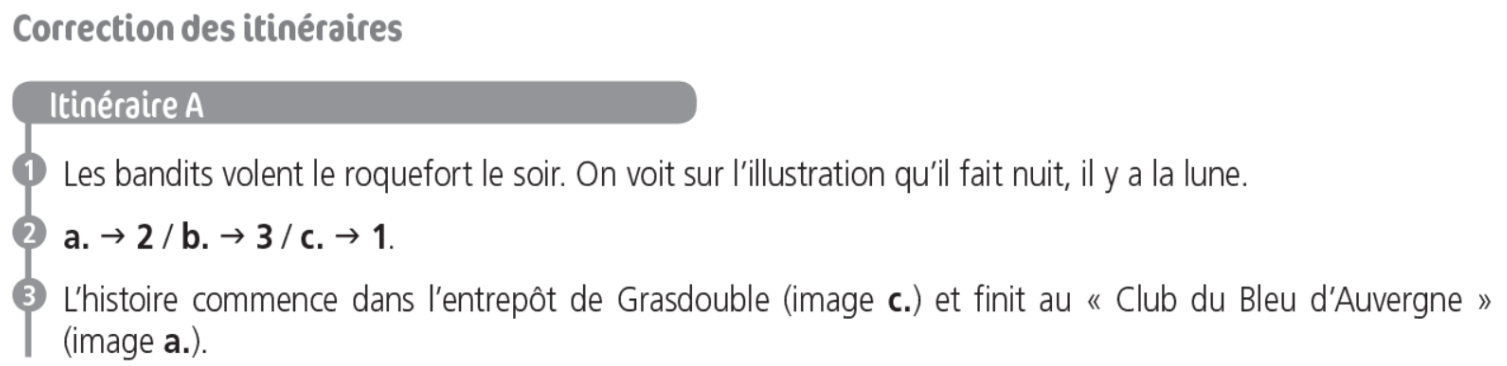 Correction des itinéraires
Itinéraire A
1 Les bandits volent le roquefort le soir. On voit sur l'illustration qu'il fait nuit, il y a la lune.
2 a. → 2 / b. → 3 / c. → 1.
3 L'histoire commence dans l'entrepôt de Grasdouble (image c.) et finit au « Club du Bleu d'Auvergne »
(image a.).